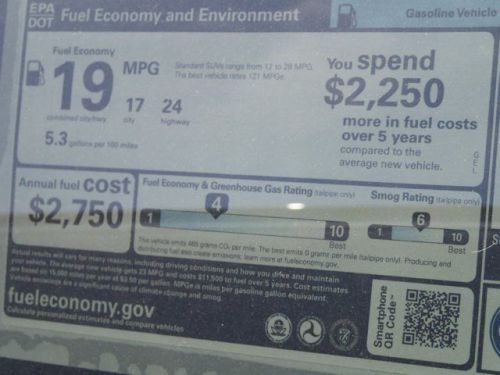 EPA
DOT
Fuel Economy and Environment
Gasoline Vehicle
Fuel Economy
19
MPG
Standard SUVs range from 12 to 28 MPG.
The best vehicle rates 121 MPGe.
17
city
24
highway
combined city/hwy
5.3 gallons per 100 miles
You spend
$2,250
more in fuel costs
over 5 years
compared to the
average new vehicle.
Annual fuel cost
$2,750
Fuel Economy & Greenhouse Gas Rating (tailpipe only)
4
1
10
Best
Smog Rating (tailpipe only)
6
1
10
Best
This vehicle emits 465 grams CO2 per mile. The best emits 0 grams per mile (tailpipe only). Producing and
distributing fuel also create emissions; learn more at fueleconomy.gov.
Actual results will vary for many reasons, including driving conditions and how you drive and maintain
your vehicle. The average new vehicle gets 23 MPG and costs $11,500 to fuel over 5 years. Cost estimates
are based on 15,000 miles per year at $3.50 per gallon. MPGe is miles per gasoline gallon equivalent.
Vehicle emissions are a significant cause of climate change and smog.
fueleconomy.gov
Calculate personalized estimates and compare vehicles
Smartphone
QR Code™